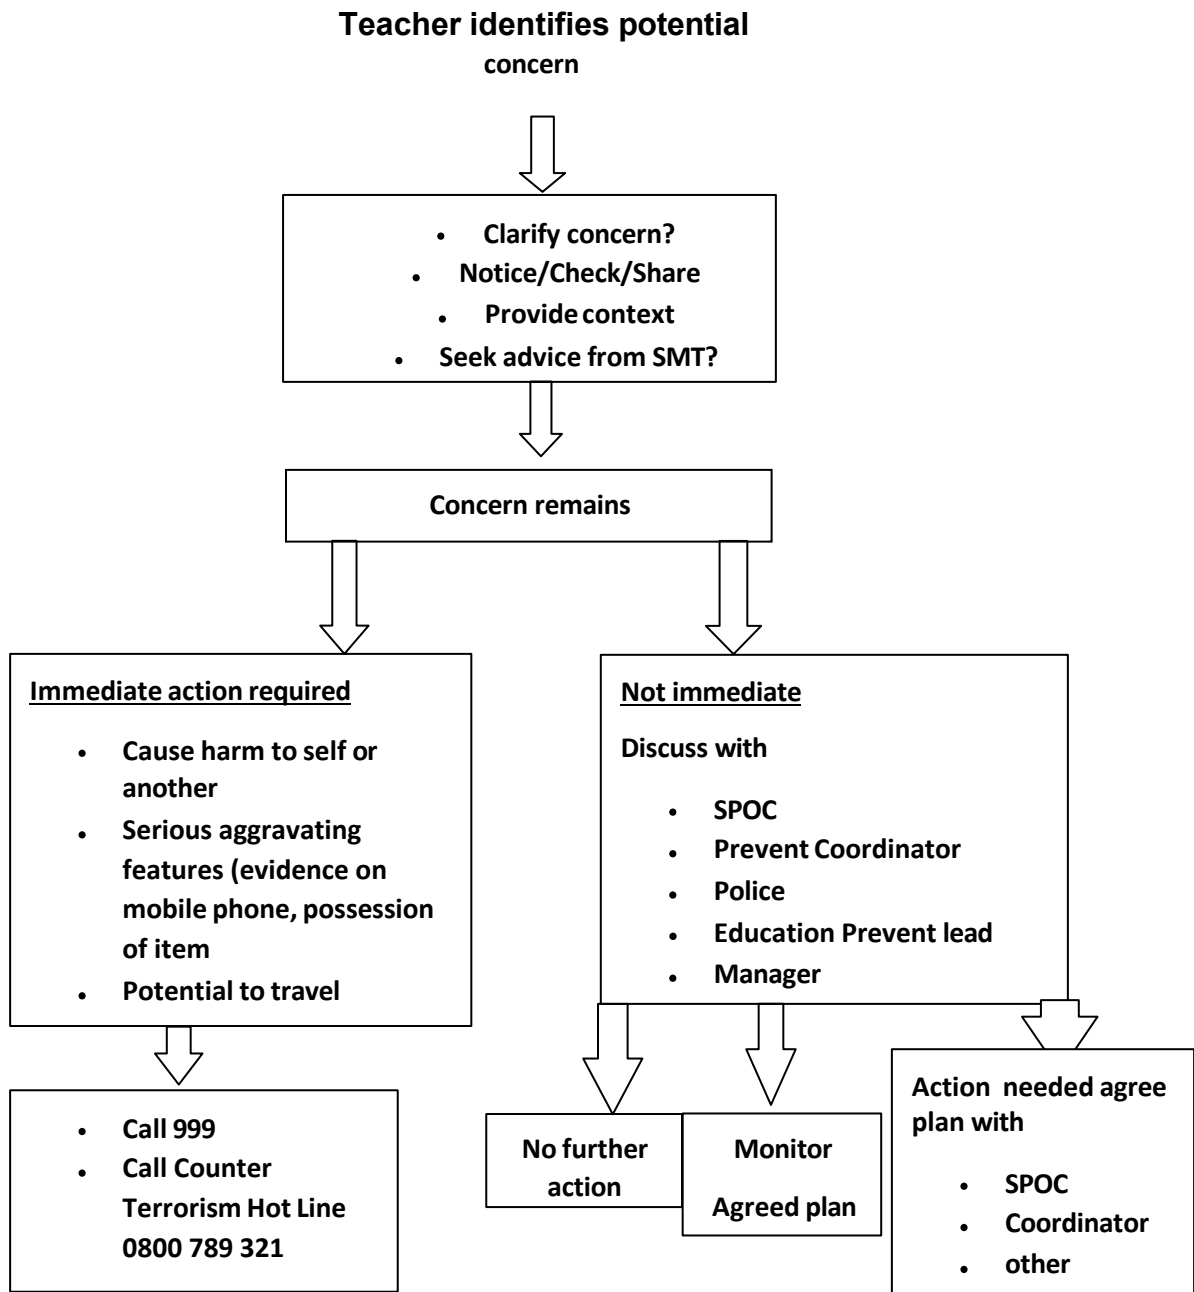 Teacher identifies potential
concern
• Clarify concern?
• Notice/Check/Share
• Provide context
• Seek advice from SMT?
Concern remains
Immediate action required
• Cause harm to self or
another
• Serious aggravating
features (evidence on
mobile phone, possession
of item
• Potential to travel
Not immediate
Discuss with
• SPOC
• Prevent Coordinator
• Police
• Education Prevent lead
• Manager
• Call 999
• Call Counter
Terrorism Hot Line
0800 789 321
No further
action
Monitor
Agreed plan
Action needed agree
plan with
• SPOC
• Coordinator
• other